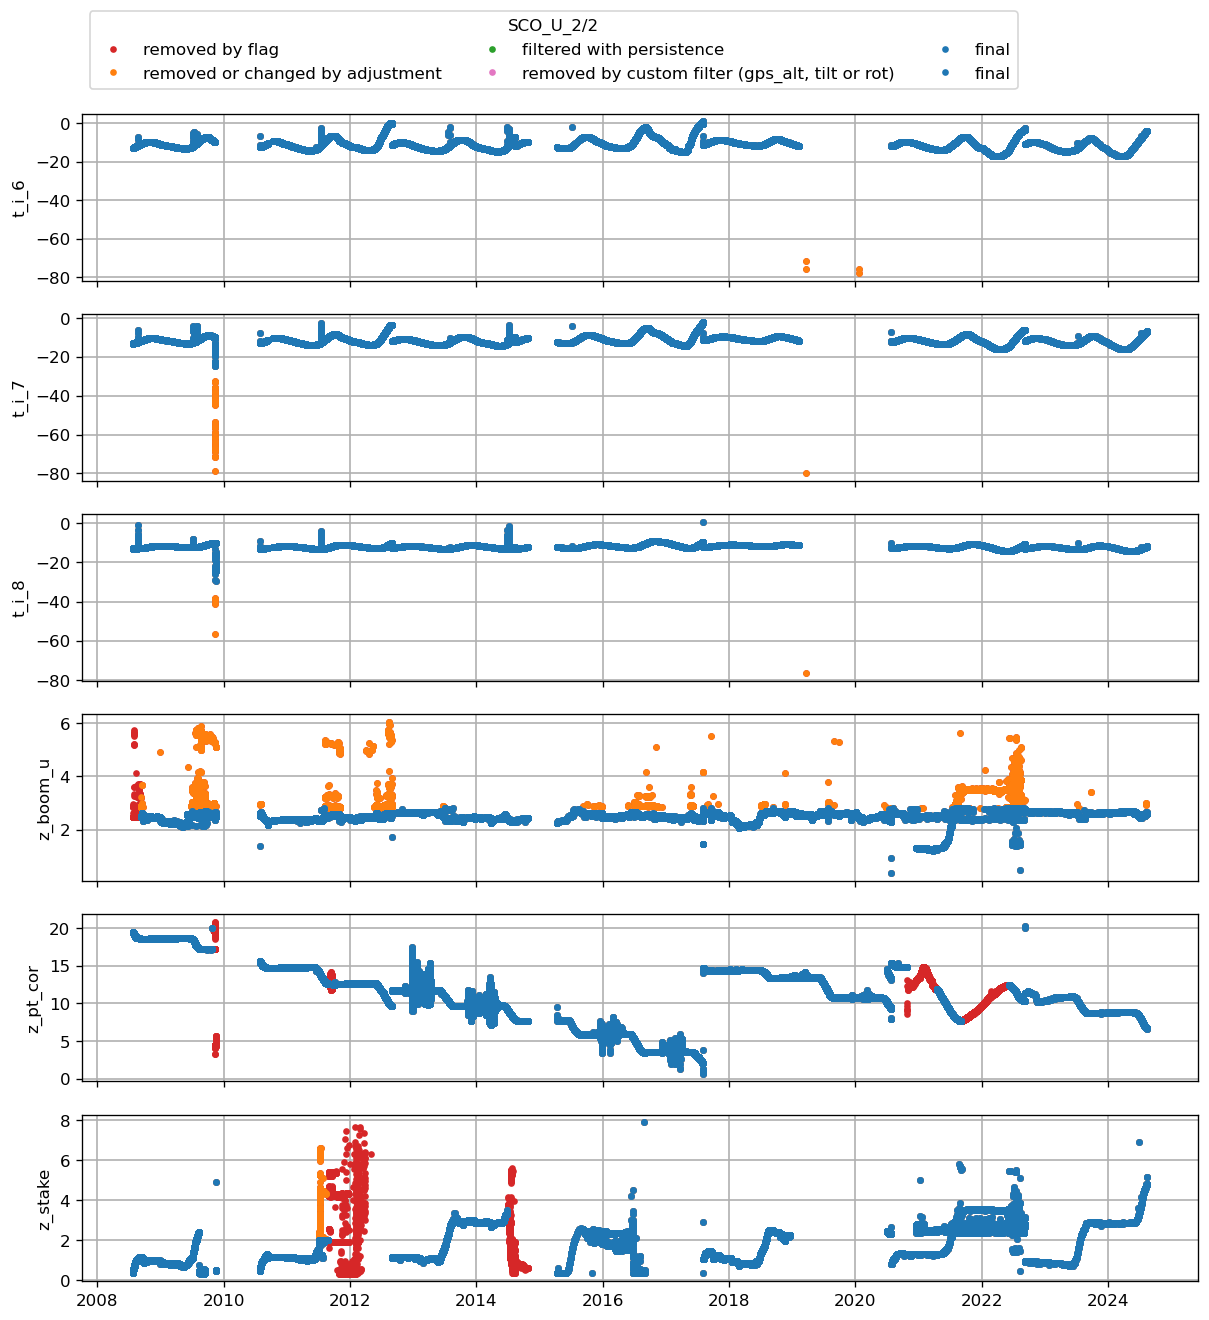 SCO_U_2/2
removed by flag
filtered with persistence
final
removed or changed by adjustment
removed by custom filter (gps_alt, tilt or rot)
final
0
−20
−40
−60
−80
t_i_6
0
−20
−40
−60
−80
t_i_7
0
−20
−40
−60
−80
t_i_8
6
4
2
z_boom_u
20
15
10
5
0
z_pt_cor
8
6
4
2
0
z_stake
2008
2010
2012
2014
2016
2018
2020
2022
2024